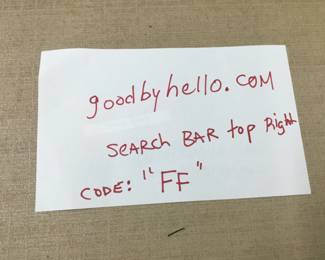 goodbyhello.com
SEARCH BAR top Right
CODE: "FF"